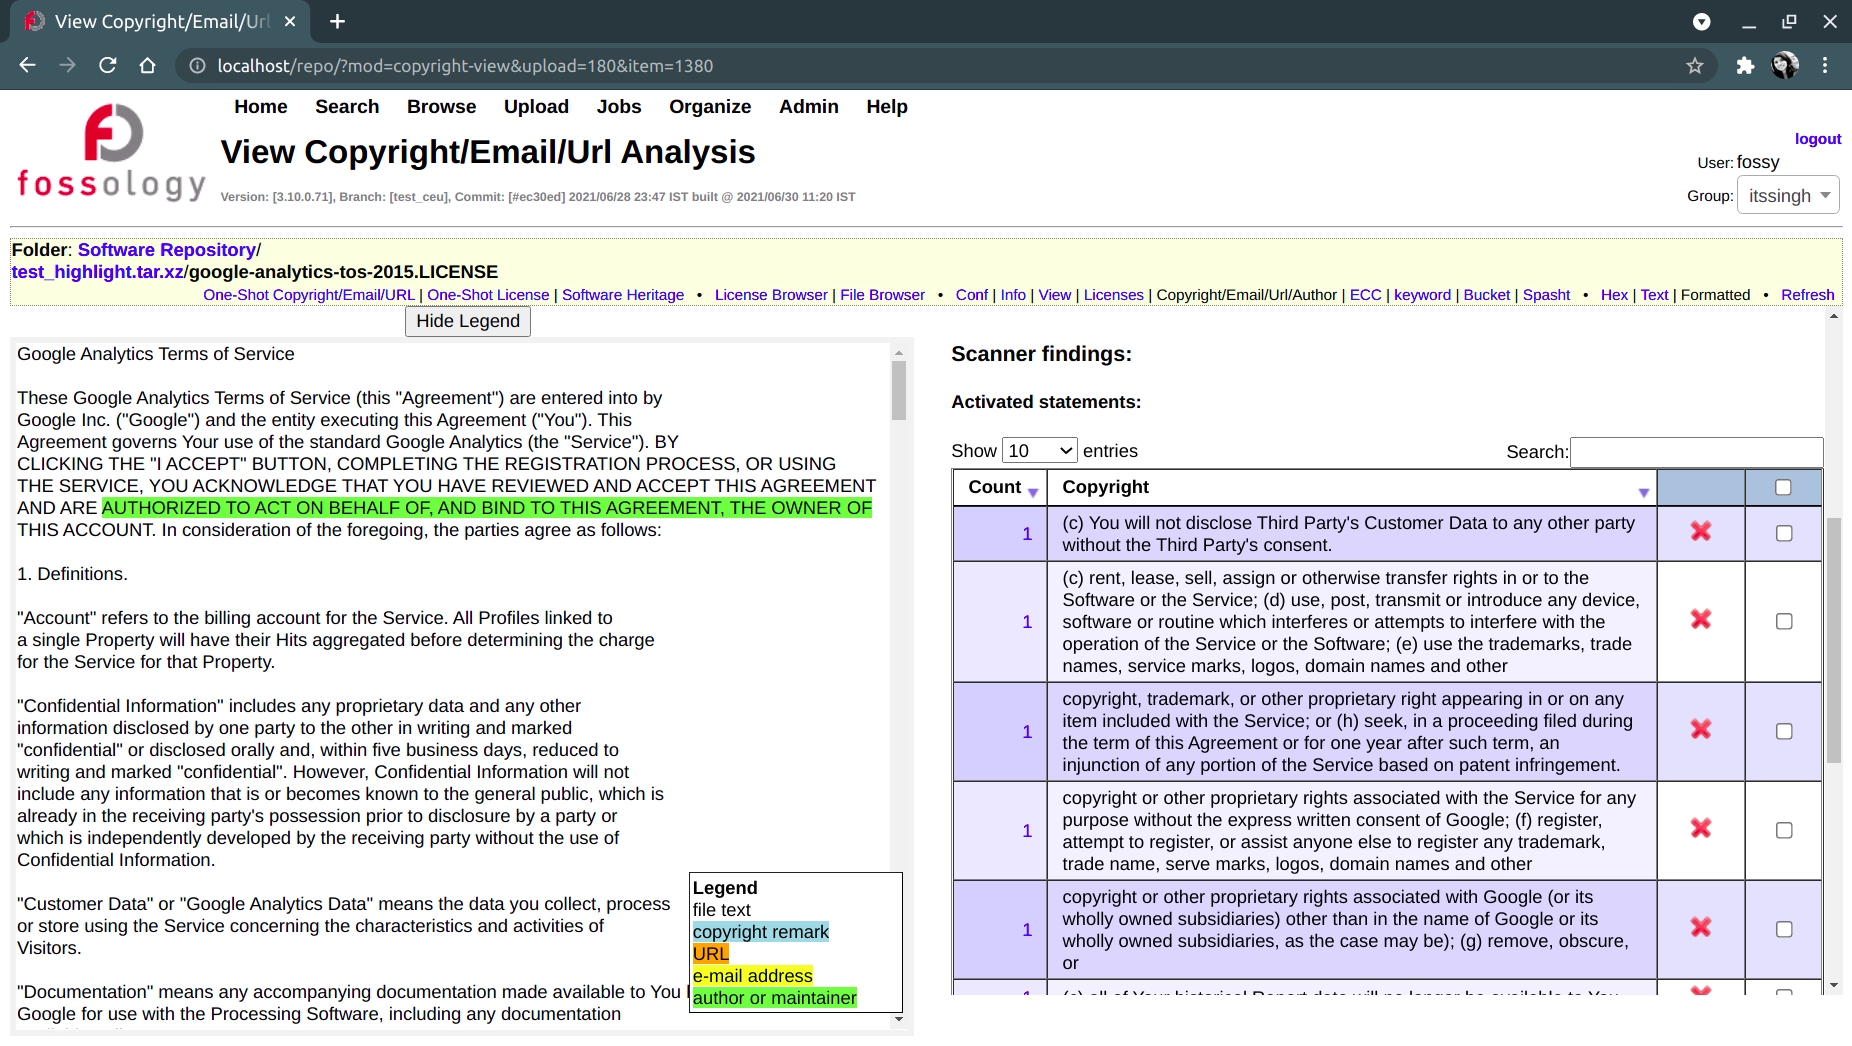 View Copyright/Email/Url
localhost/repo/?mod=copyright-view&upload=180&item=1380
fossology
Home Search Browse Upload Jobs Organize Admin Help
View Copyright/Email/Url Analysis
Version: [3.10.0.71], Branch: [test_ceu], Commit: [#ec30ed] 2021/06/28 23:47 IST built @ 2021/06/30 11:20 IST
logout
User: fossy
Group: itssingh
Folder: Software Repository/
test_highlight.tar.xz/google-analytics-tos-2015.LICENSE
One-Shot Copyright/Email/URL | One-Shot License | Software Heritage • License Browser | File Browser • Conf | Info | View | Licenses | Copyright/Email/Url/Author | ECC | keyword | Bucket | Spasht • Hex | Text | Formatted • Refresh
Hide Legend
Google Analytics Terms of Service
These Google Analytics Terms of Service (this "Agreement") are entered into by
Google Inc. ("Google") and the entity executing this Agreement ("You"). This
Agreement governs Your use of the standard Google Analytics (the "Service"). BY
CLICKING THE "I ACCEPT" BUTTON, COMPLETING THE REGISTRATION PROCESS, OR USING
THE SERVICE, YOU ACKNOWLEDGE THAT YOU HAVE REVIEWED AND ACCEPT THIS AGREEMENT
AND ARE AUTHORIZED TO ACT ON BEHALF OF, AND BIND TO THIS AGREEMENT, THE OWNER OF
THIS ACCOUNT. In consideration of the foregoing, the parties agree as follows:
1. Definitions.
"Account" refers to the billing account for the Service. All Profiles linked to
a single Property will have their Hits aggregated before determining the charge
for the Service for that Property.
"Confidential Information" includes any proprietary data and any other
information disclosed by one party to the other in writing and marked
"confidential" or disclosed orally and, within five business days, reduced to
writing and marked "confidential". However, Confidential Information will not
include any information that is or becomes known to the general public, which is
already in the receiving party's possession prior to disclosure by a party or
which is independently developed by the receiving party without the use of
Confidential Information.
"Customer Data" or "Google Analytics Data" means the data you collect, process
or store using the Service concerning the characteristics and activities of
Visitors.
"Documentation" means any accompanying documentation made available to You
Google for use with the Processing Software, including any documentation
Legend
file text
copyright remark
URL
e-mail address
author or maintainer
Scanner findings:
Activated statements:
Show 10 entries
Search:
Count Copyright
1 (c) You will not disclose Third Party's Customer Data to any other party
without the Third Party's consent.
1 (c) rent, lease, sell, assign or otherwise transfer rights in or to the
Software or the Service; (d) use, post, transmit or introduce any device,
software or routine which interferes or attempts to interfere with the
operation of the Service or the Software; (e) use the trademarks, trade
names, service marks, logos, domain names and other
1 copyright, trademark, or other proprietary right appearing in or on any
item included with the Service; or (h) seek, in a proceeding filed during
the term of this Agreement or for one year after such term, an
injunction of any portion of the Service based on patent infringement.
1 copyright or other proprietary rights associated with the Service for any
purpose without the express written consent of Google; (f) register,
attempt to register, or assist anyone else to register any trademark,
trade name, serve marks, logos, domain names and other
1 copyright or other proprietary rights associated with Google (or its
wholly owned subsidiaries) other than in the name of Google or its
wholly owned subsidiaries, as the case may be); (g) remove, obscure,
or
all of Your historical Report data will no longer be available to You